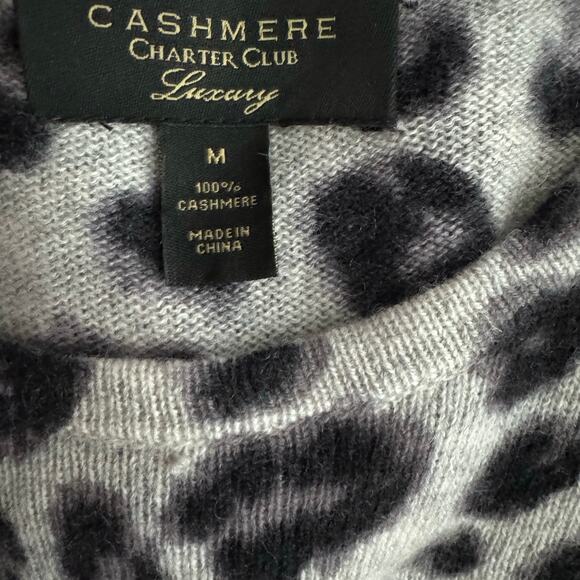 CASHMERE
CHARTER CLUB
Luxury
M
100%
CASHMERE
MADE IN
CHINA